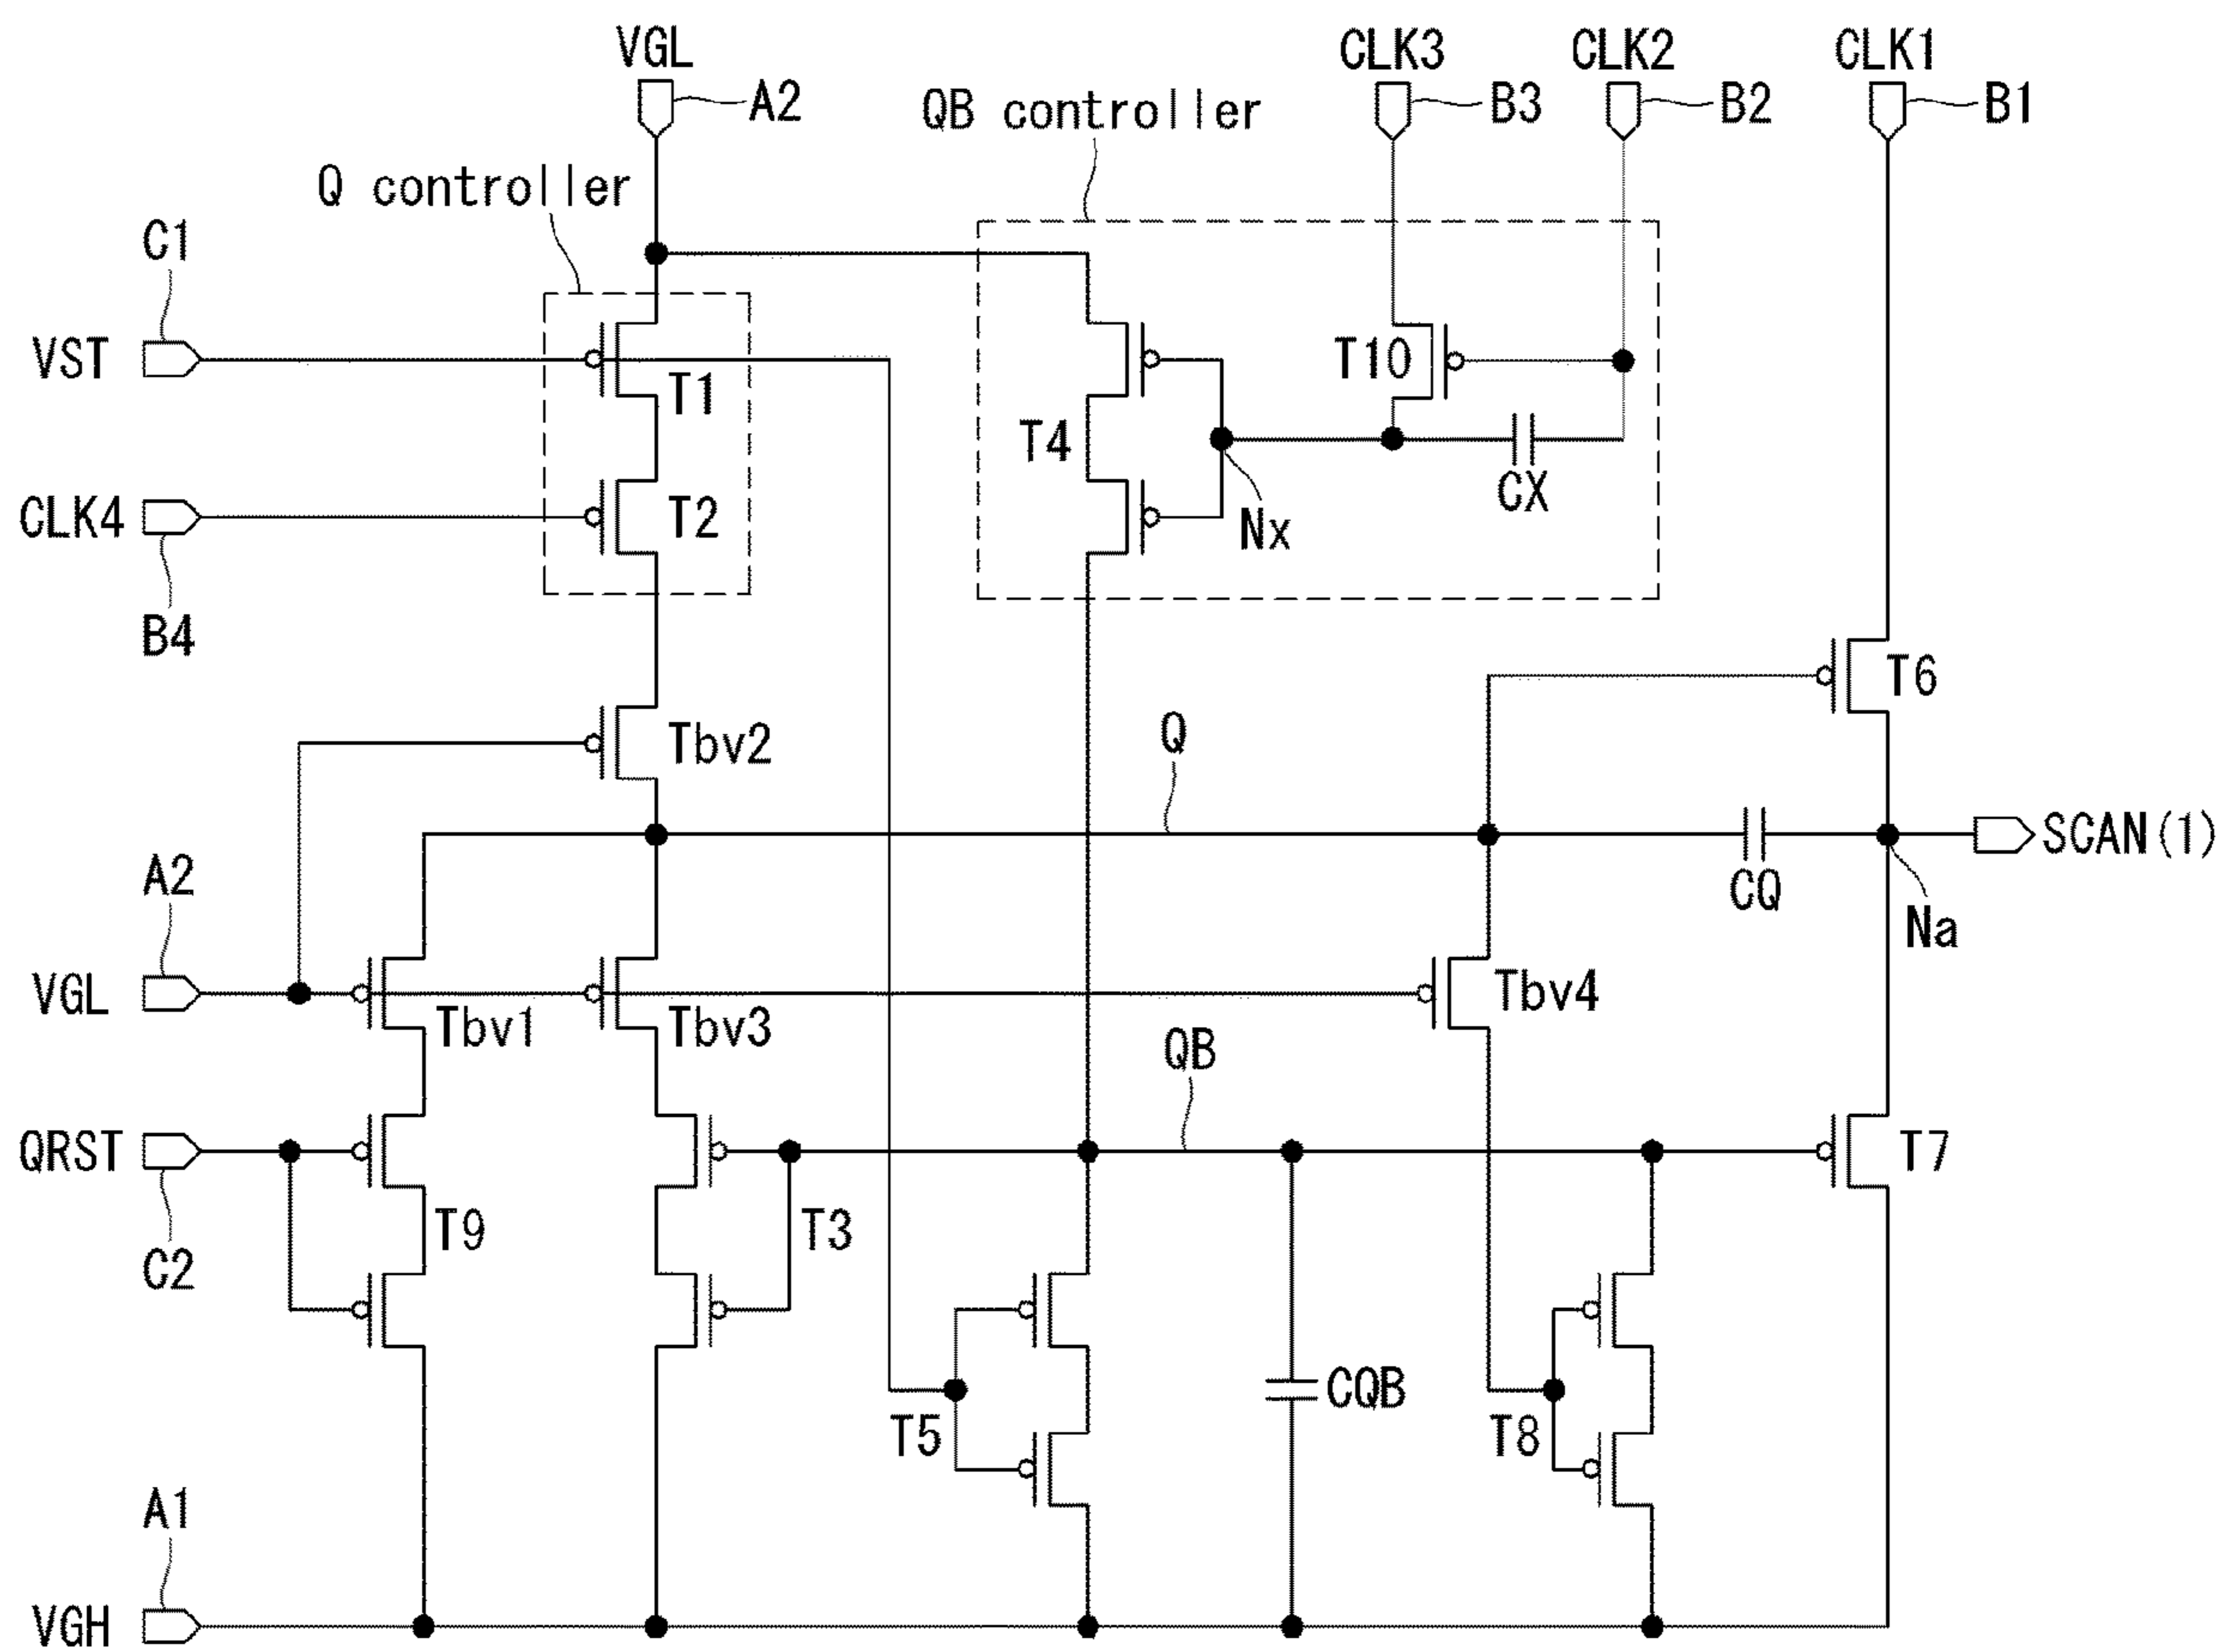 VGL
CLK3
CLK2
CLK1
A2
QB controller
B3
B2
B1
Q controller
C1
VST
T1
T10
T4
CX
CLK4
T2
Nx
B4
T6
Tbv2
Q
SCAN(1)
A2
CQ
Na
VGL
Tbv1
Tbv3
Tbv4
QB
QRST
T7
T9
T3
C2
CQB
T5
T8
A1
VGH